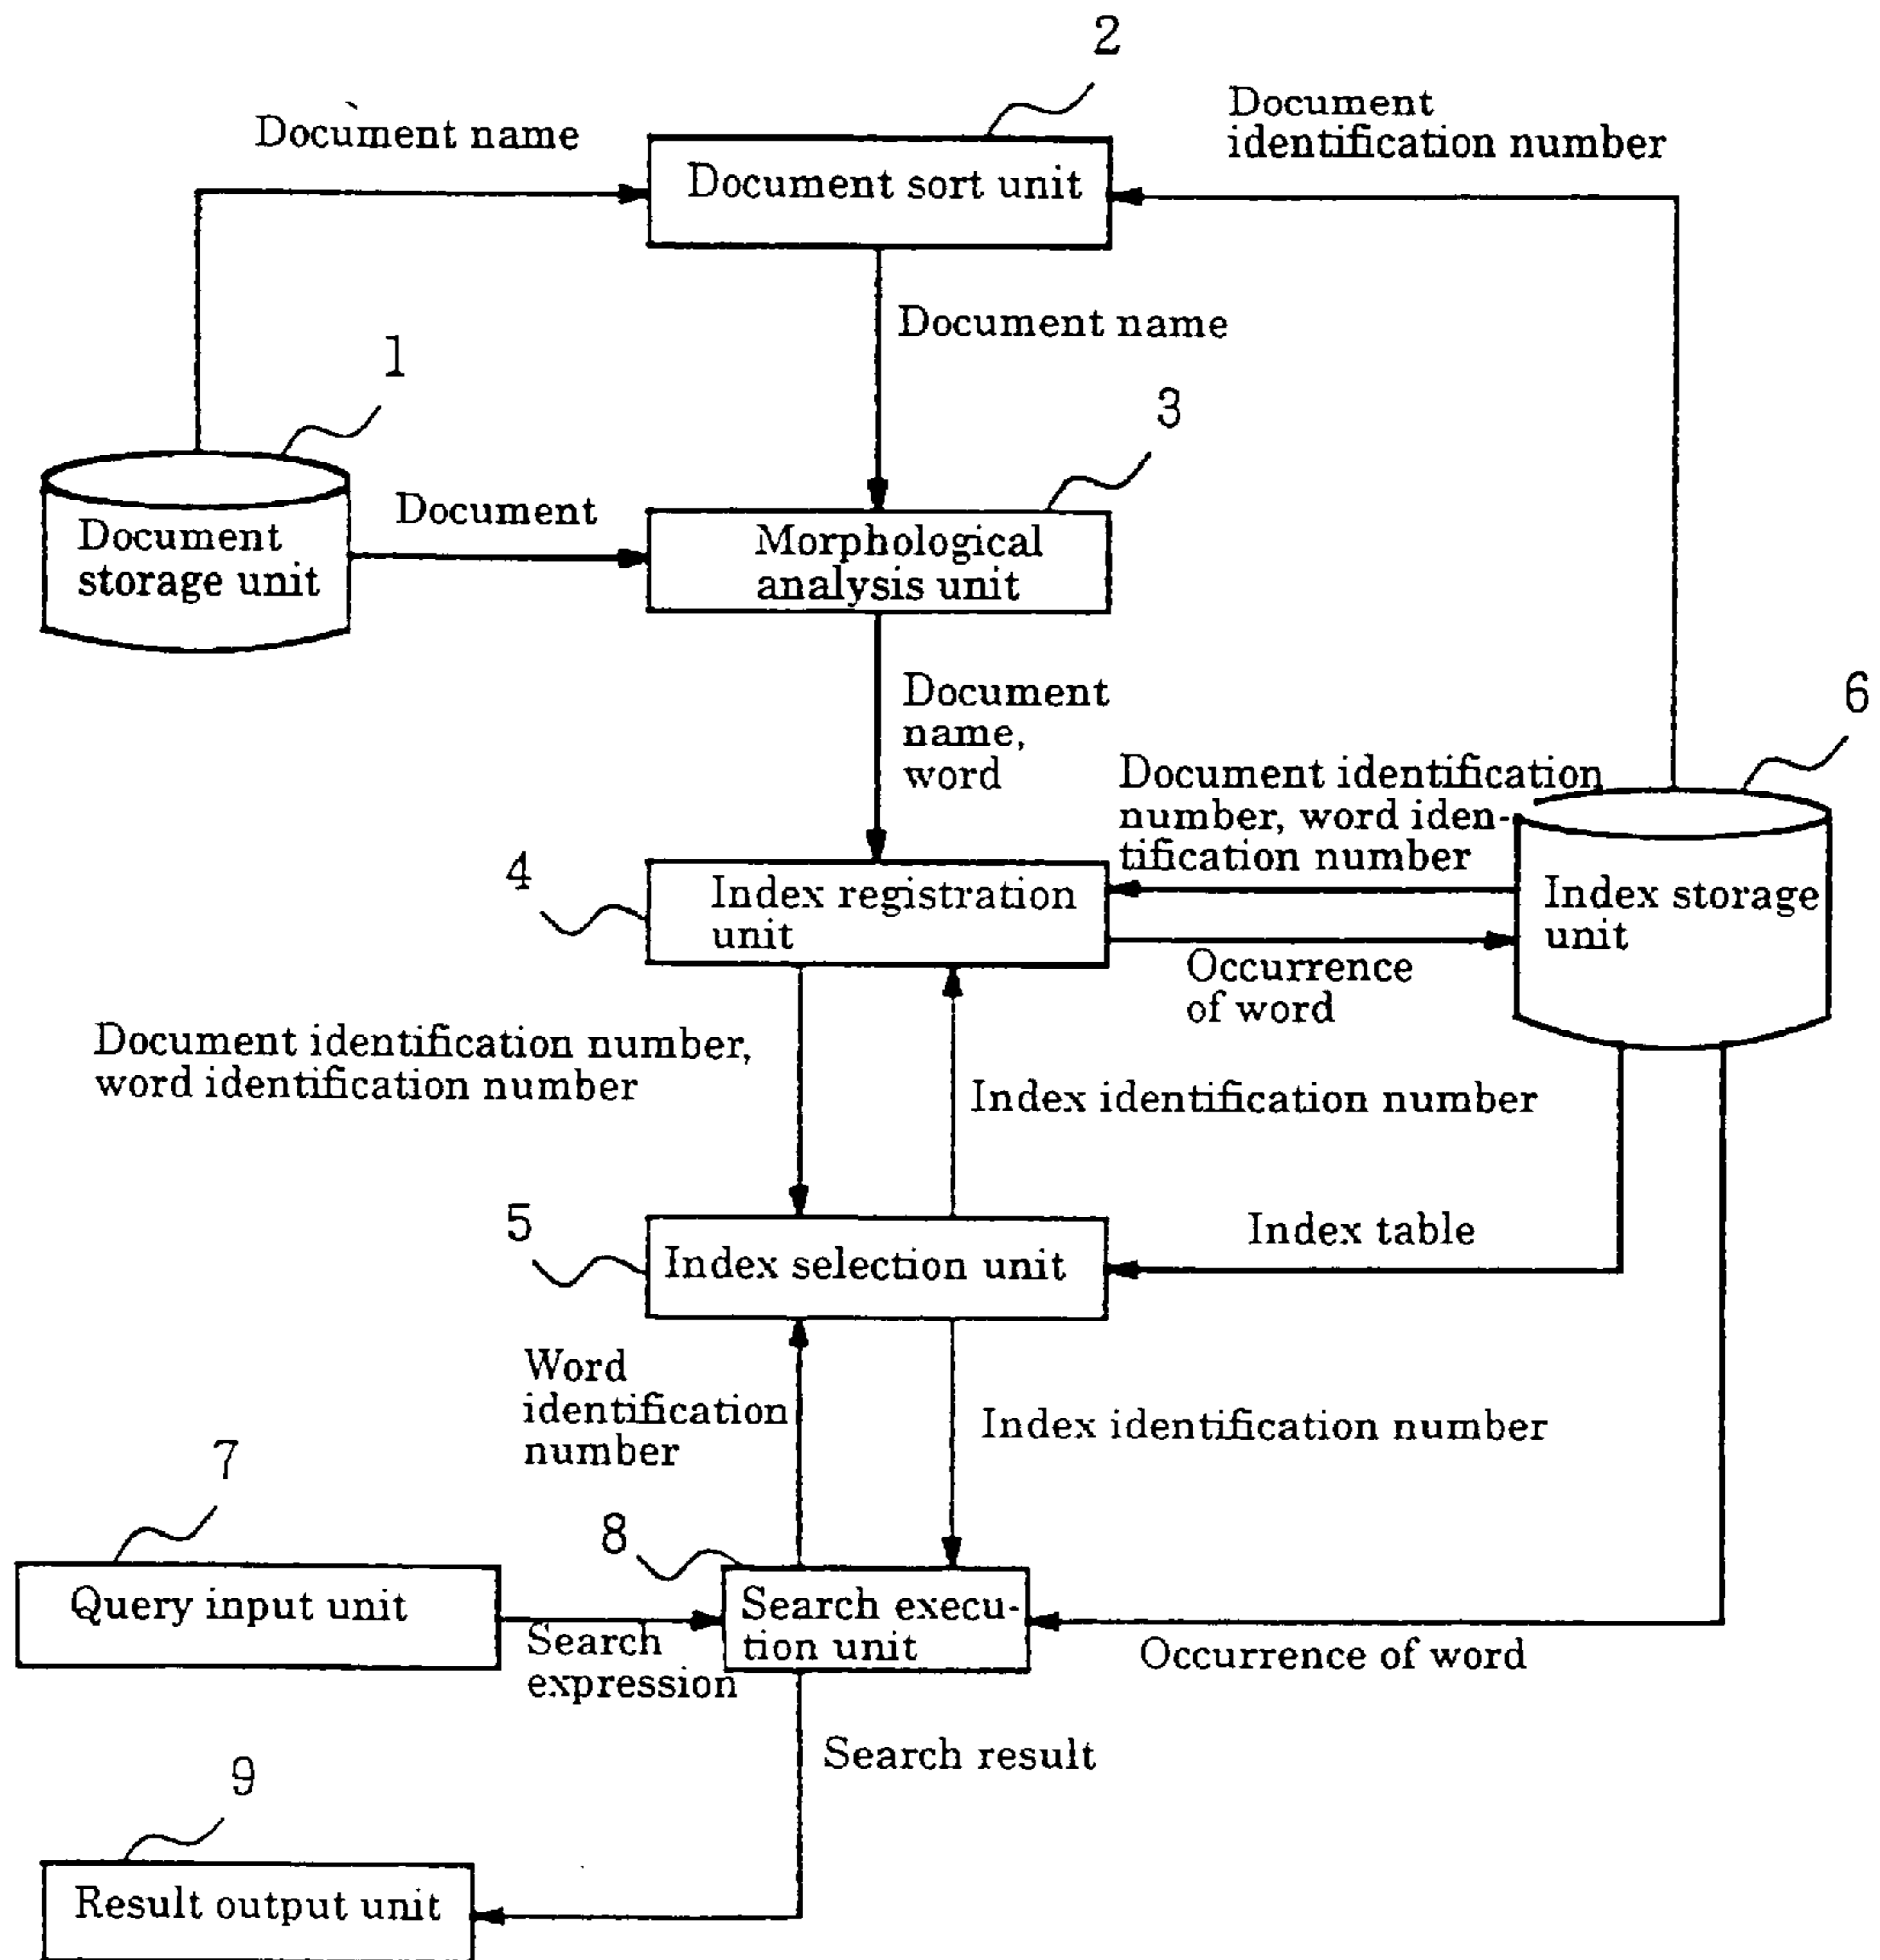 2
Document name
Document
identification number
Document sort unit
Document name
1
3
Document
storage unit
Document
Morphological
analysis unit
Document
name,
word
6
Document identification
number, word iden-
tification number
4
Index registration
unit
Index storage
unit
Occurrence
of word
Document identification number,
word identification number
Index identification number
5
Index selection unit
Index table
Word
identification
number
Index identification number
7
8
Query input unit
Search
expression
Search execu-
tion unit
Occurrence of word
Search result
9
Result output unit